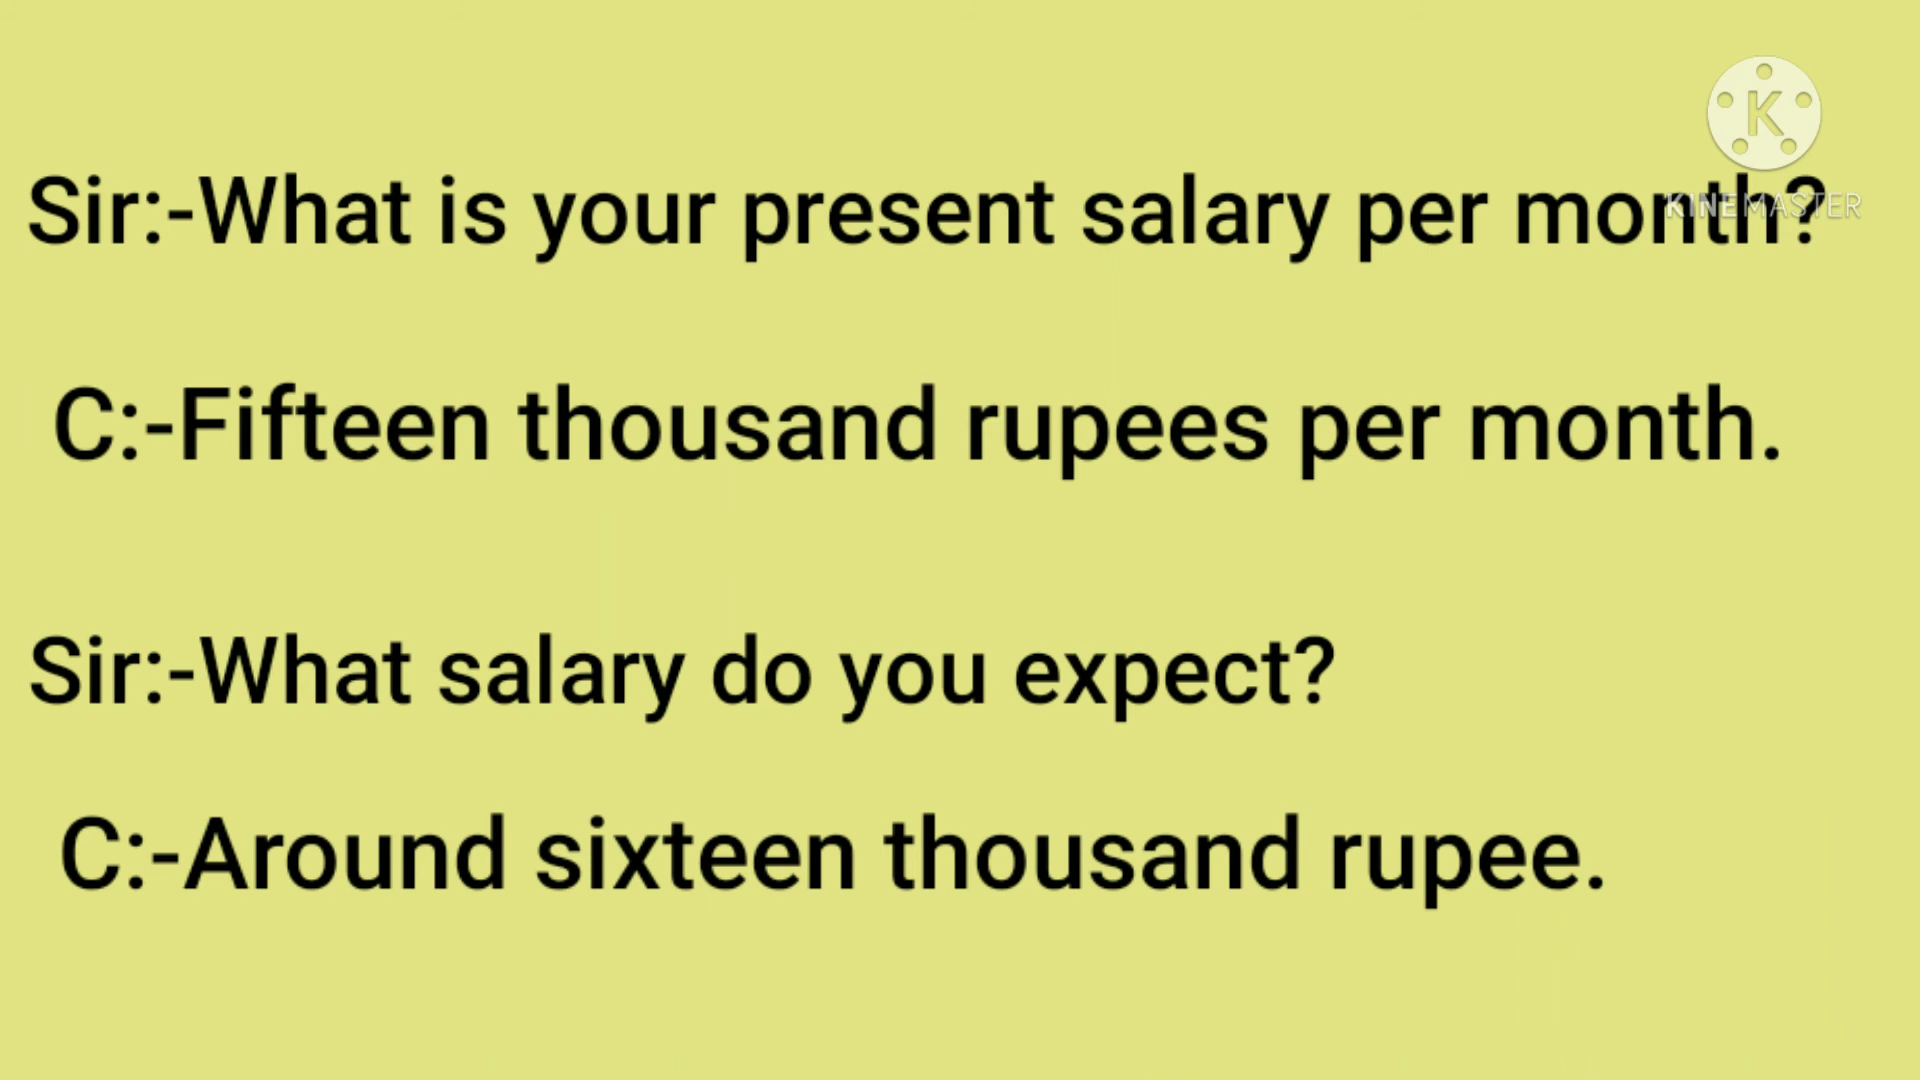 K
KINEMASTER
Sir:-What is your present salary per month?
C:-Fifteen thousand rupees per month.
Sir:-What salary do you expect?
C:-Around sixteen thousand rupee.